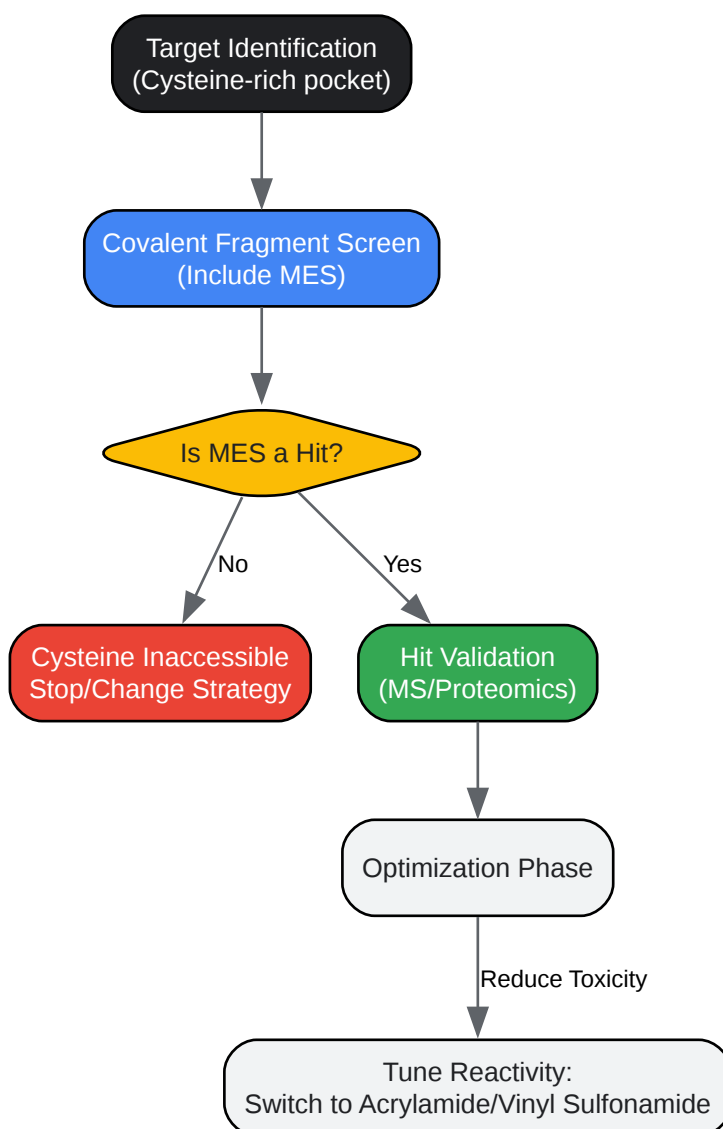 Target Identification
(Cysteine-rich pocket)
Covalent Fragment Screen
(Include MES)
Is MES a Hit?
No
Yes
Cysteine Inaccessible
Stop/Change Strategy
Hit Validation
(MS/Proteomics)
Optimization Phase
Reduce Toxicity
Tune Reactivity:
Switch to Acrylamide/Vinyl Sulfonamide